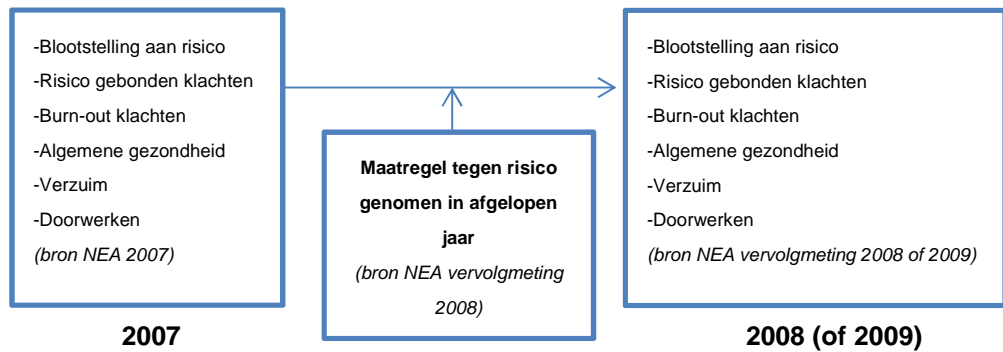 -Blootstelling aan risico
-Risico gebonden klachten
-Burn-out klachten
-Algemene gezondheid
-Verzuim
-Doorwerken
(bron NEA 2007)
2007
Maatregel tegen risico
genomen in afgelopen
jaar
(bron NEA vervolgmeting
2008)
-Blootstelling aan risico
-Risico gebonden klachten
-Burn-out klachten
-Algemene gezondheid
-Verzuim
-Doorwerken
(bron NEA vervolgmeting 2008 of 2009)
2008 (of 2009)